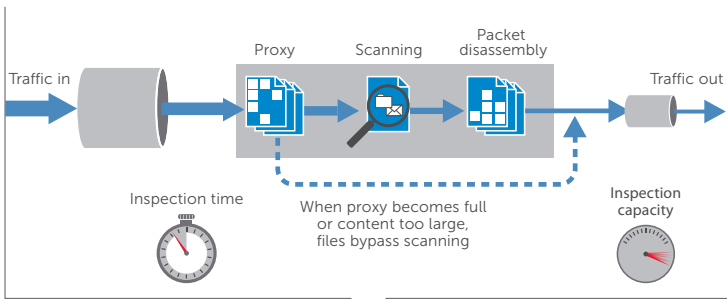 Proxy
Scanning
Packet
disassembly
Traffic in
Traffic out
Inspection time
When proxy becomes full
or content too large,
files bypass scanning
Inspection
capacity